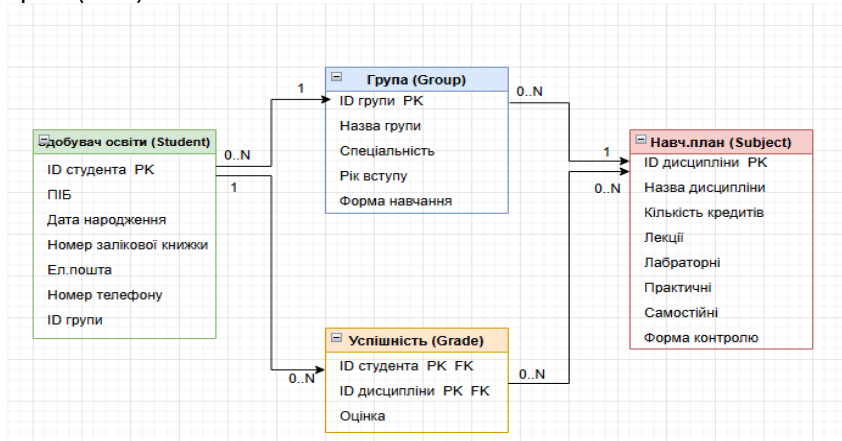 Група (Group)
ID групи PK
Назва групи
Спеціальність
Рік вступу
Форма навчання
1
0..N
0..N
1
добувач освіти (Student)
ID студента PK
ПІБ
Дата народження
Номер залікової книжки
Ел.пошта
Номер телефону
ID групи
1
0..N
Навч.план (Subject)
ID дисципліни PK
Назва дисципліни
Кількість кредитів
Лекції
Лабораторні
Практичні
Самостійні
Форма контролю
Успішність (Grade)
ID студента PK FK
ID дисципліни PK FK
Оцінка
0..N
0..N